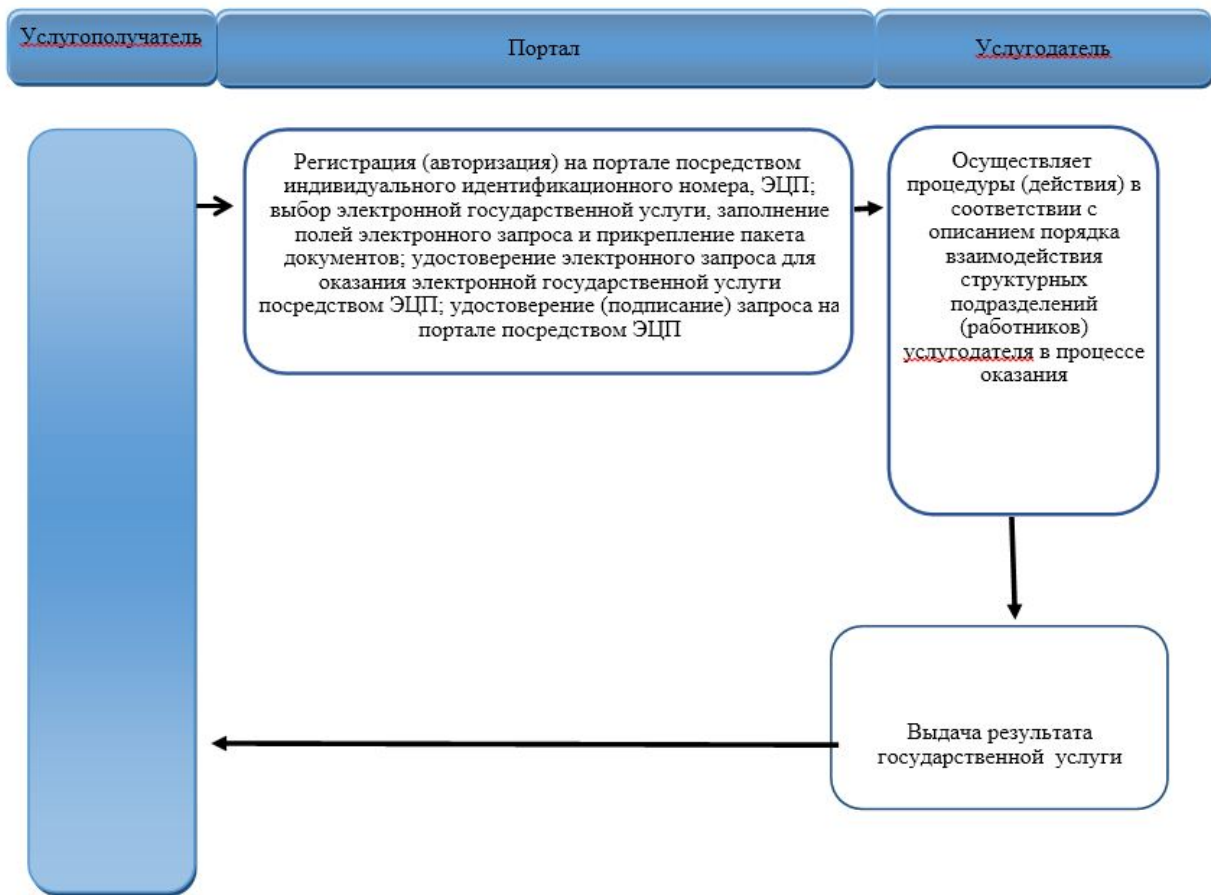 Услугополучатель
Портал
Услугодатель
Регистрация (авторизация) на портале посредством
индивидуального идентификационного номера, ЭЦП;
выбор электронной государственной услуги, заполнение
полей электронного запроса и прикрепление пакета
документов; удостоверение электронного запроса для
оказания электронной государственной услуги
посредством ЭЦП; удостоверение (подписание) запроса на
портале посредством ЭЦП
Осуществляет
процедуры (действия) в
соответствии с
описанием порядка
взаимодействия
структурных
подразделений
(работников)
услугодателя в процессе
оказания
Выдача результата
государственной услуги